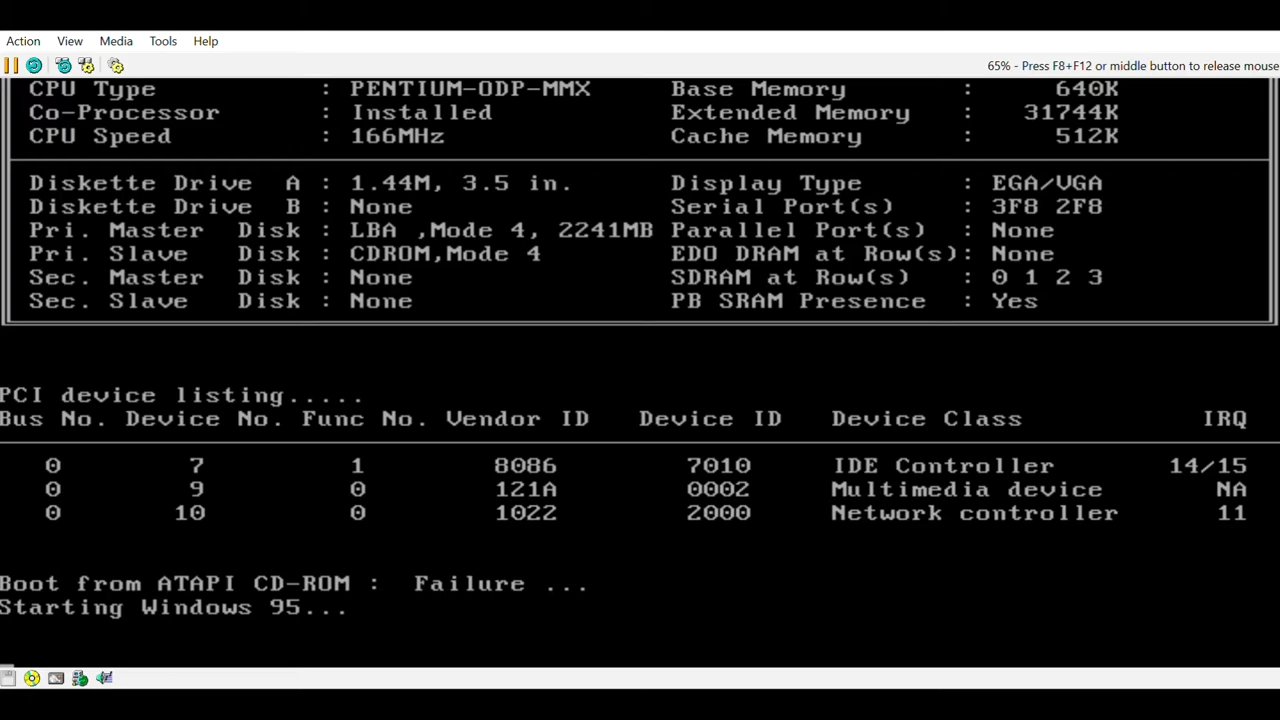 Action View Media Tools Help
65% - Press F8+F12 or middle button to release mouse
CPU Type : PENTIUM-ODP-MMX Base Memory : 640K
Co-Processor : Installed Extended Memory : 31744K
CPU Speed : 166MHz Cache Memory : 512K
Diskette Drive A : 1.44M, 3.5 in. Display Type : EGA/VGA
Diskette Drive B : None Serial Port(s) : 3F8 2F8
Pri. Master Disk : LBA ,Mode 4, 2241MB Parallel Port(s) : None
Pri. Slave Disk : CDROM,Mode 4 EDO DRAM at Row(s): None
Sec. Master Disk : None SDRAM at Row(s) : 0 1 2 3
Sec. Slave Disk : None PB SRAM Presence : Yes
PCI device listing.....
Bus No. Device No. Func No. Vendor ID Device ID Device Class IRQ
0 7 1 8086 7010 IDE Controller 14/15
0 9 0 121A 0002 Multimedia device NA
0 10 0 1022 2000 Network controller 11
Boot from ATAPI CD-ROM : Failure ...
Starting Windows 95...